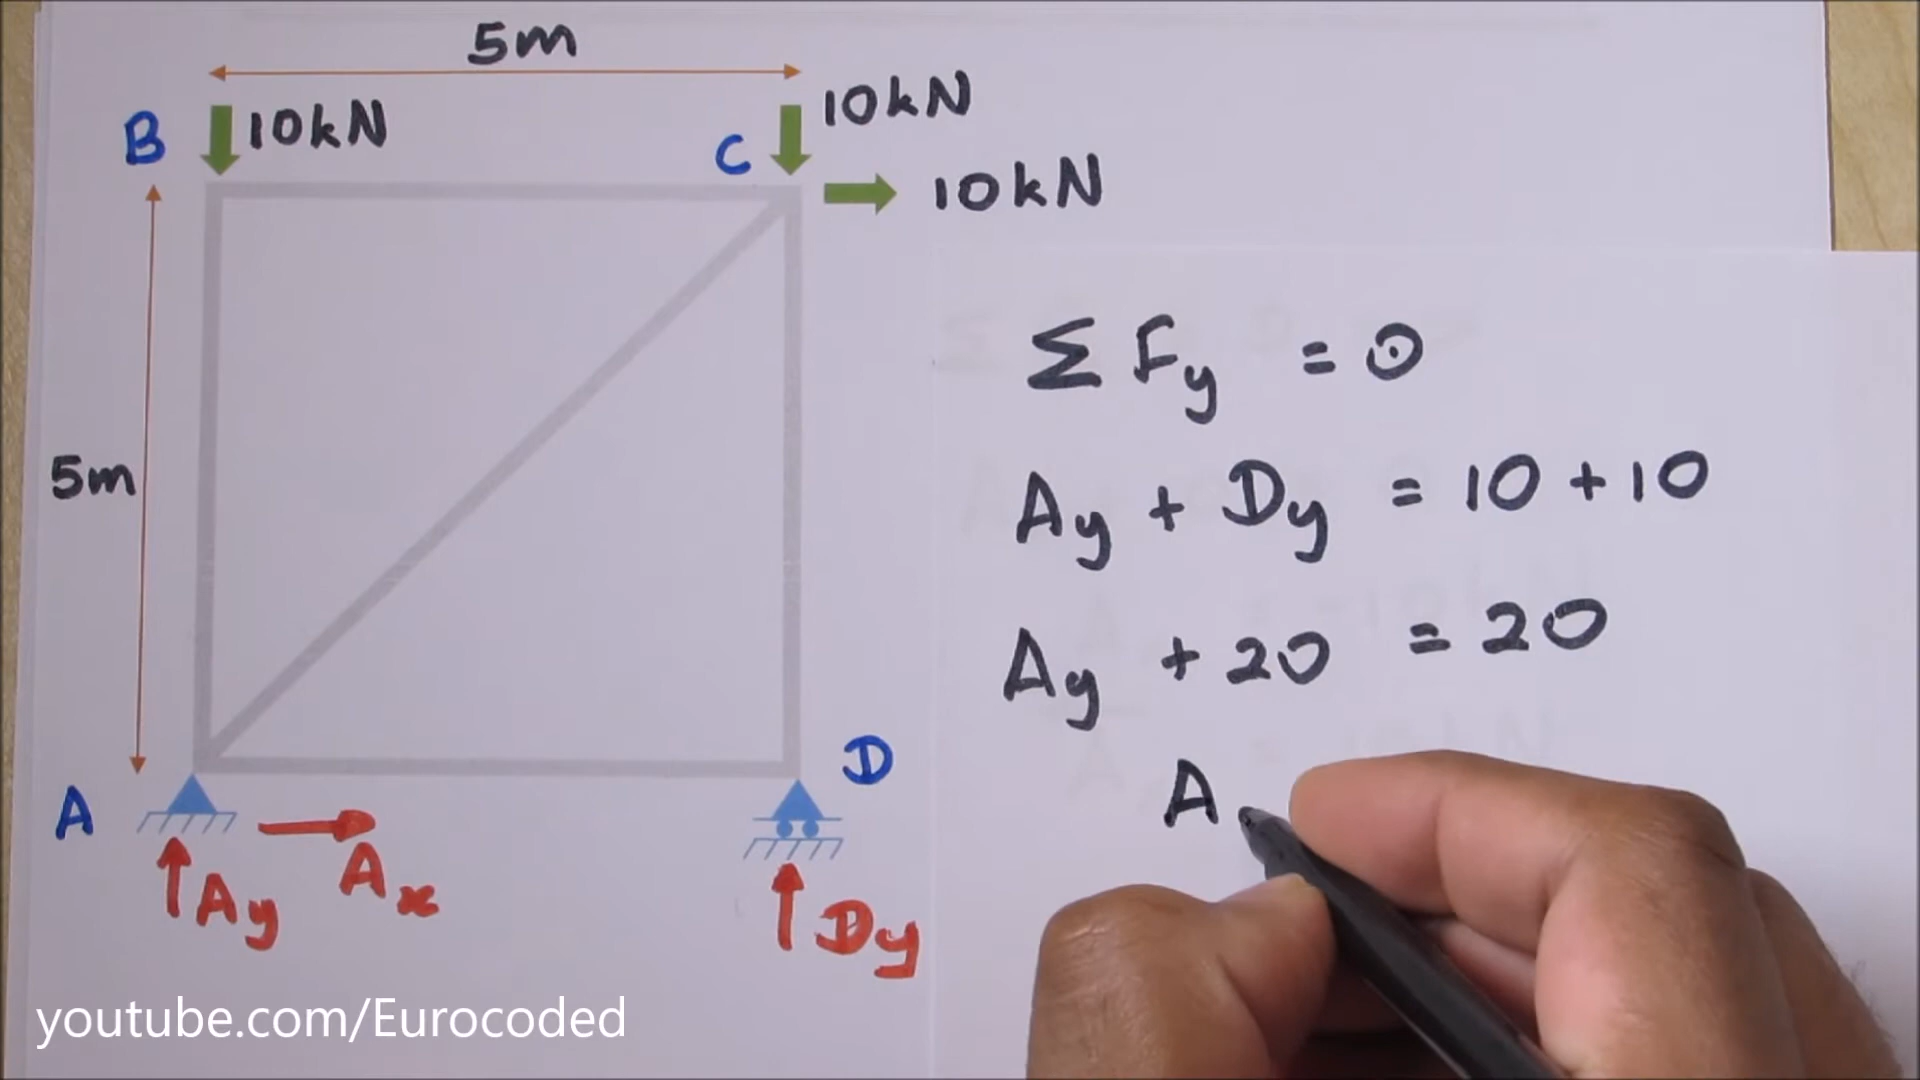 5m
10kN
10kN
B
C
10kN
5m
Σ Fy = 0
Ay + Dy = 10 + 10
Ay + 20 = 20
A
A
D
Ax
Ay
Dy
youtube.com/Eurocoded